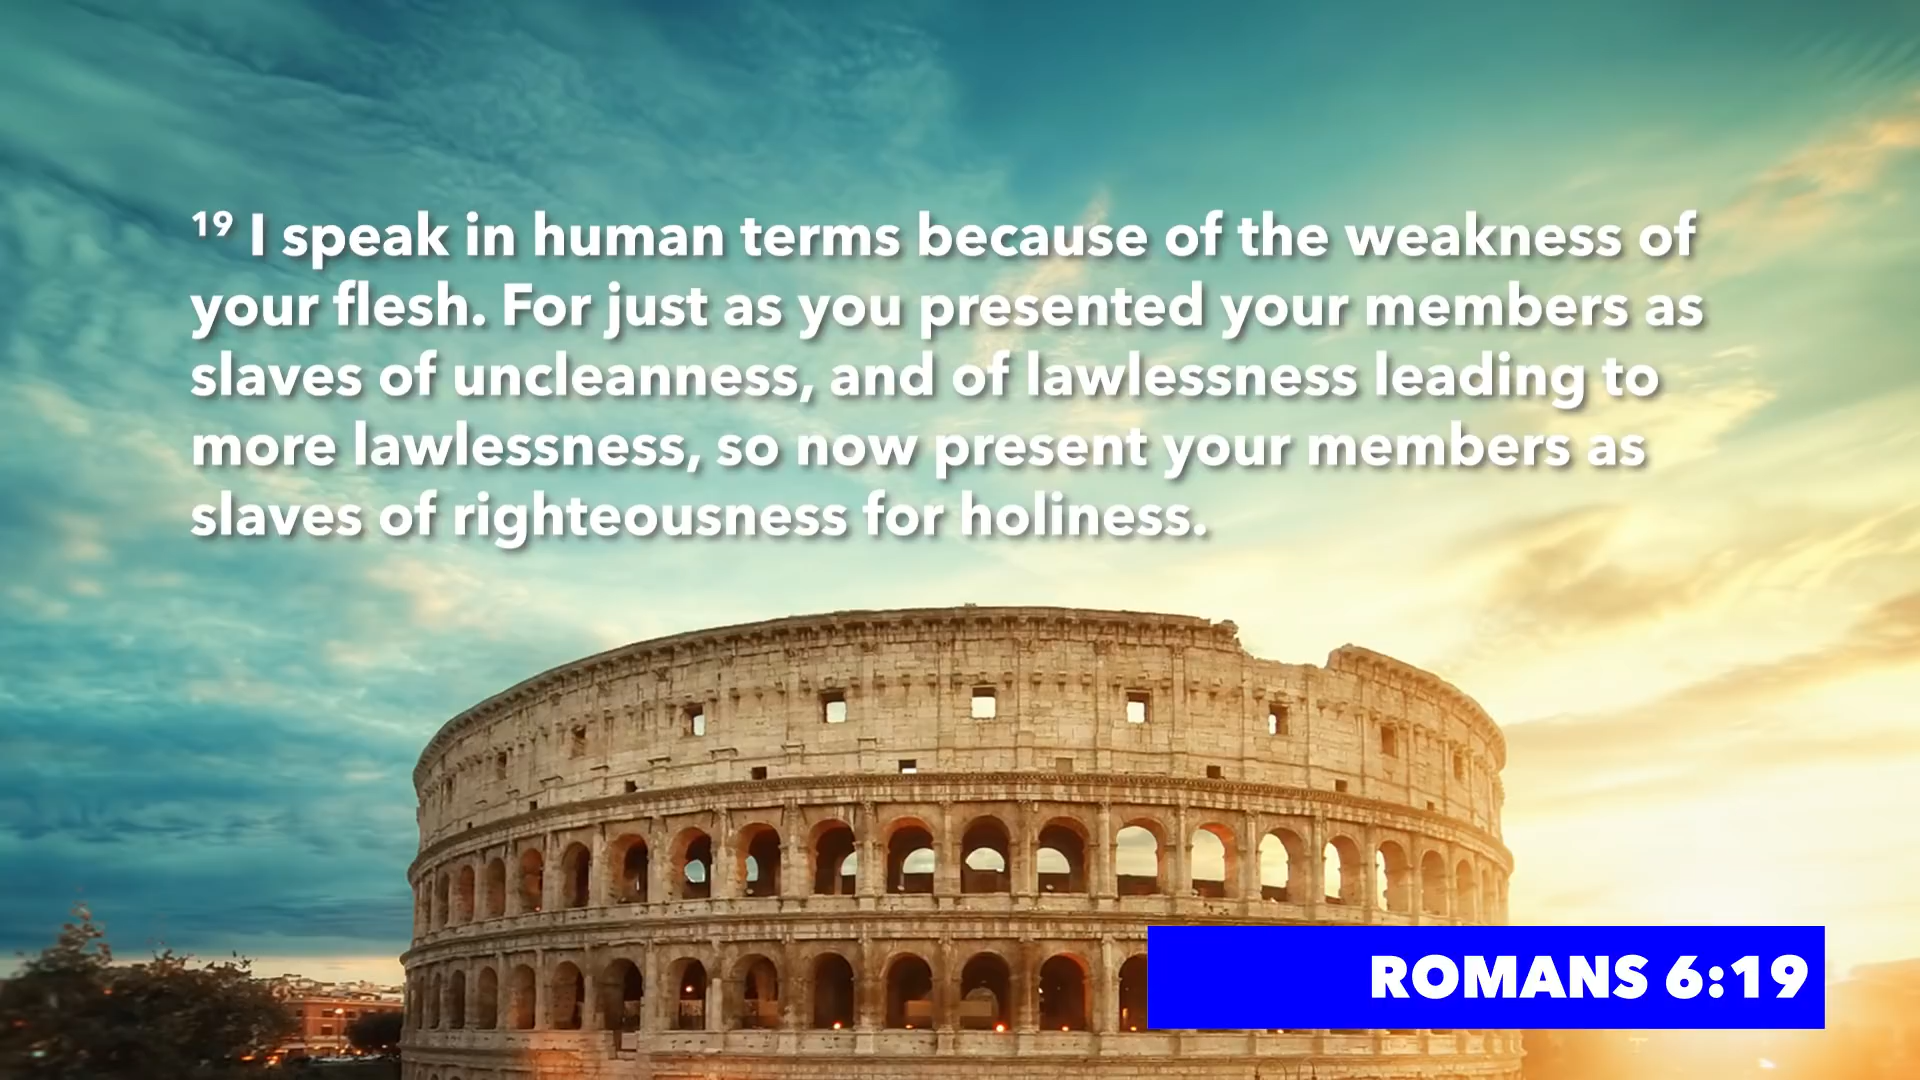 19 I speak in human terms because of the weakness of
your flesh. For just as you presented your members as
slaves of uncleanness, and of lawlessness leading to
more lawlessness, so now present your members as
slaves of righteousness for holiness.
ROMANS 6:19